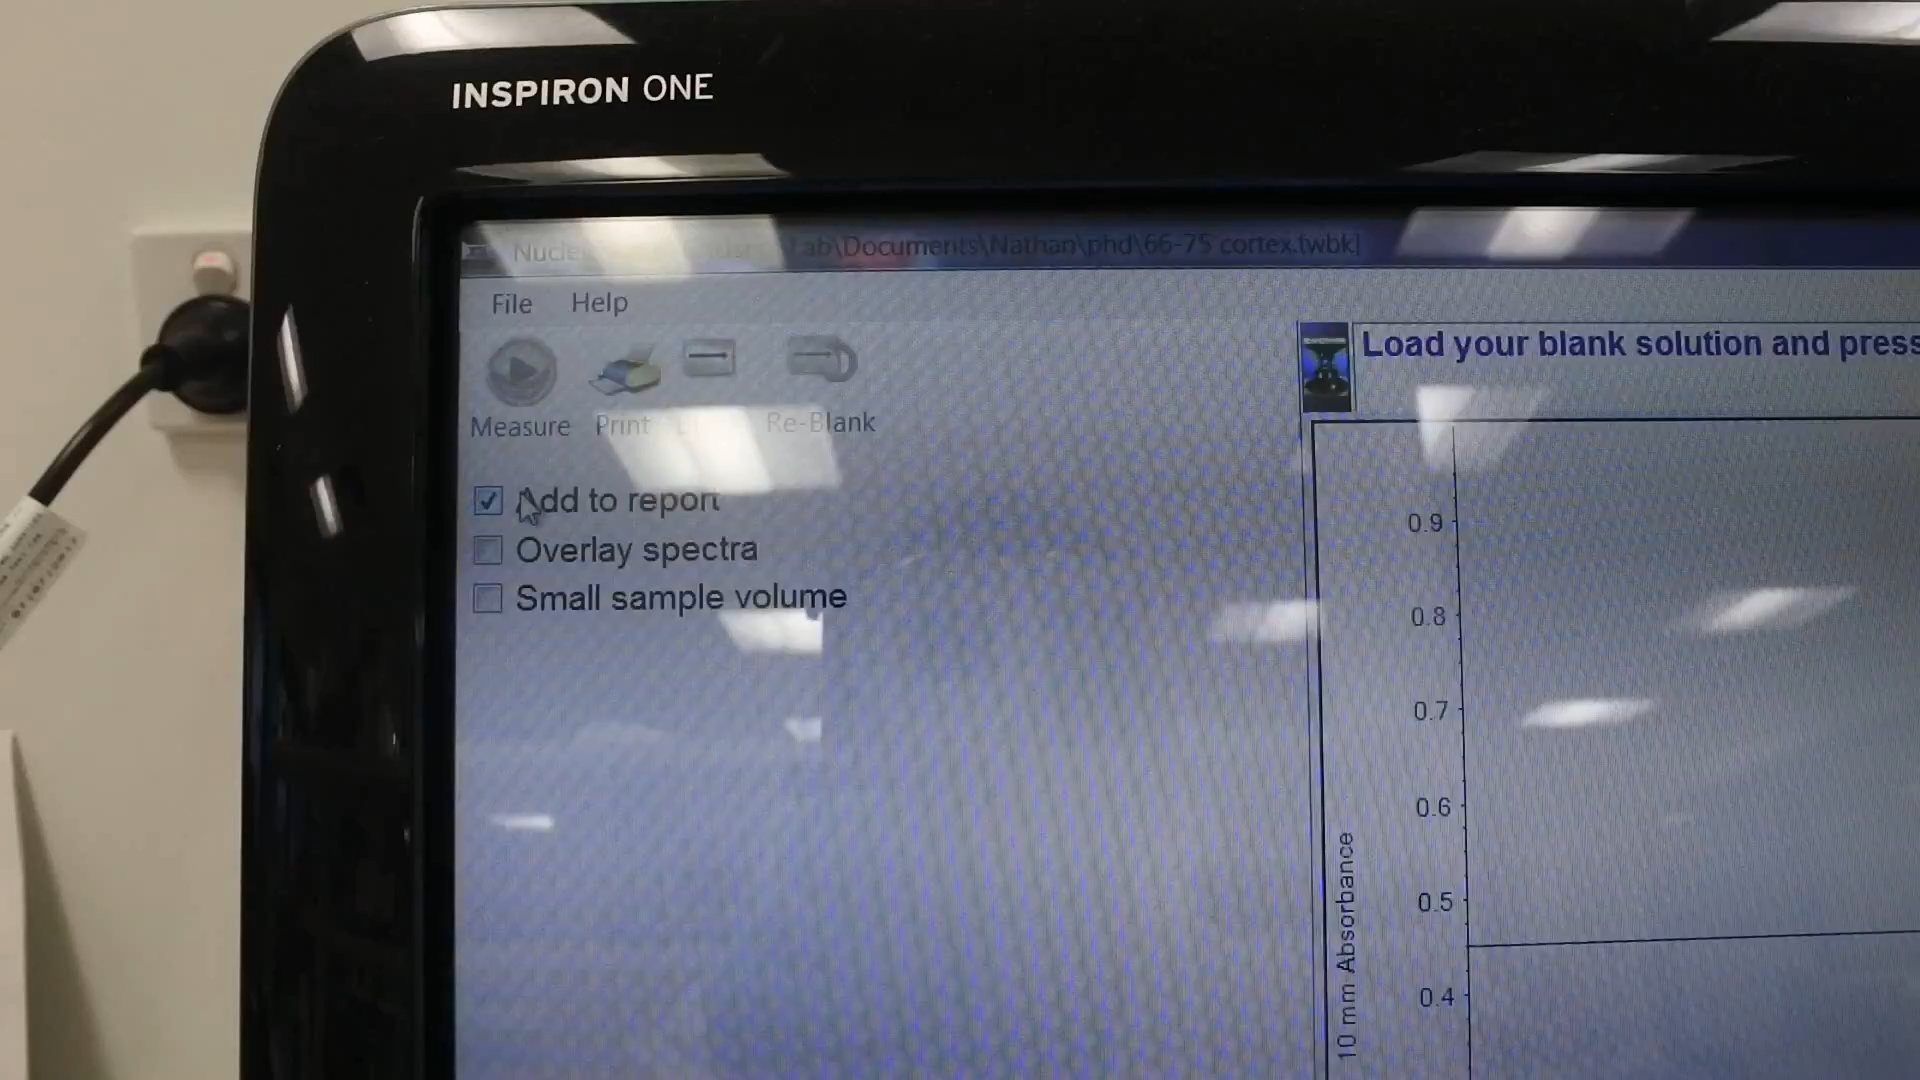 INSPIRON ONE
Lab\Documents\Nathan\phd\66-75 cortex.twbk]
File Help
Load your blank solution and press
Measure Print Re-Blank
Add to report
Overlay spectra
Small sample volume
0.9
0.8
0.7
0.6
0.5
0.4
10 mm Absorbance